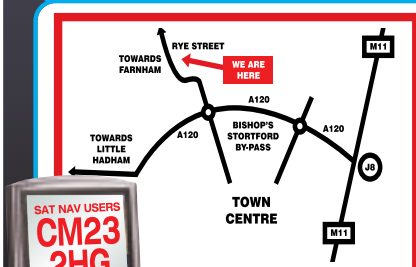 M11
RYE STREET
TOWARDS
FARNHAM
WE ARE
HERE
A120
A120
BISHOP'S
STORTFORD
BY-PASS
A120
TOWARDS
LITTLE
HADHAM
J8
TOWN
CENTRE
M11
SAT NAV USERS
CM23
2HG